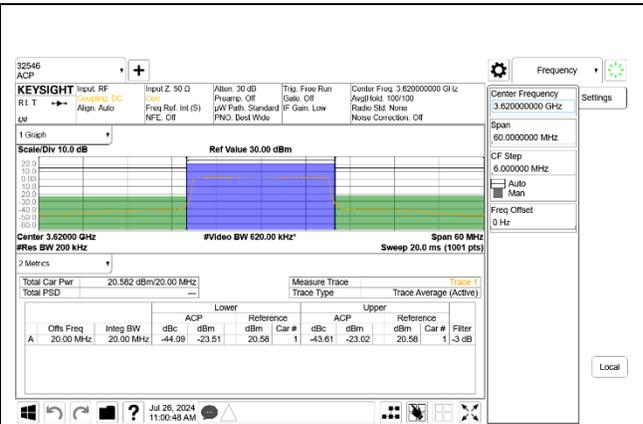 32546
ACP
Frequency
KEYSIGHT
R L T
Input: RF
Coupling: DC
Align: Auto
Input Z: 50 Ω
Corr
Freq Ref: Int (S)
NFE: Off
Atten: 30 dB
Preamp: Off
µW Path: Standard
PNO: Best Wide
Trig: Free Run
Gate: Off
IF Gain: Low
Center Freq: 3.620000000 GHz
Avg|Hold: 100/100
Radio Std: None
Noise Correction: Off
Center Frequency
3.620000000 GHz
Settings
Span
60.0000000 MHz
CF Step
6.000000 MHz
Auto
Man
Freq Offset
0 Hz
Local
1 Graph
Scale/Div 10.0 dB
Ref Value 30.00 dBm
20.0
10.0
0.00
-10.0
-20.0
-30.0
-40.0
-50.0
-60.0
Center 3.62000 GHz
#Video BW 620.00 kHz*
Span 60 MHz
#Res BW 200 kHz
Sweep 20.0 ms (1001 pts)
2 Metrics
Total Car Pwr 20.582 dBm/20.00 MHz
Total PSD ---
Measure Trace Trace 1
Trace Type Trace Average (Active)
Lower Upper
ACP Reference ACP Reference
Offs Freq Integ BW dBc dBm dBm Car # dBc dBm dBm Car # Filter
A 20.00 MHz 20.00 MHz -44.09 -23.51 20.58 1 -43.61 -23.02 20.58 1 -3 dB
?
Jul 26, 2024
11:00:48 AM